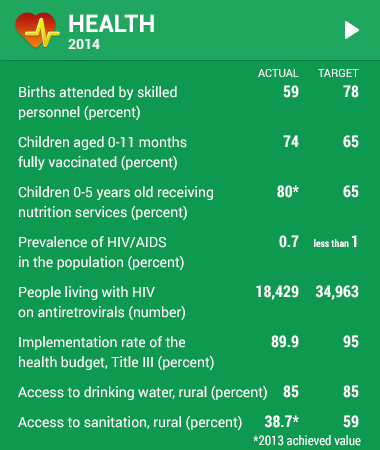 HEALTH
2014
ACTUAL TARGET
Births attended by skilled 59 78
personnel (percent)
Children aged 0-11 months 74 65
fully vaccinated (percent)
Children 0-5 years old receiving 80* 65
nutrition services (percent)
Prevalence of HIV/AIDS 0.7 less than 1
in the population (percent)
People living with HIV 18,429 34,963
on antiretrovirals (number)
Implementation rate of the 89.9 95
health budget, Title III (percent)
Access to drinking water, rural (percent) 85 85
Access to sanitation, rural (percent) 38.7* 59
*2013 achieved value